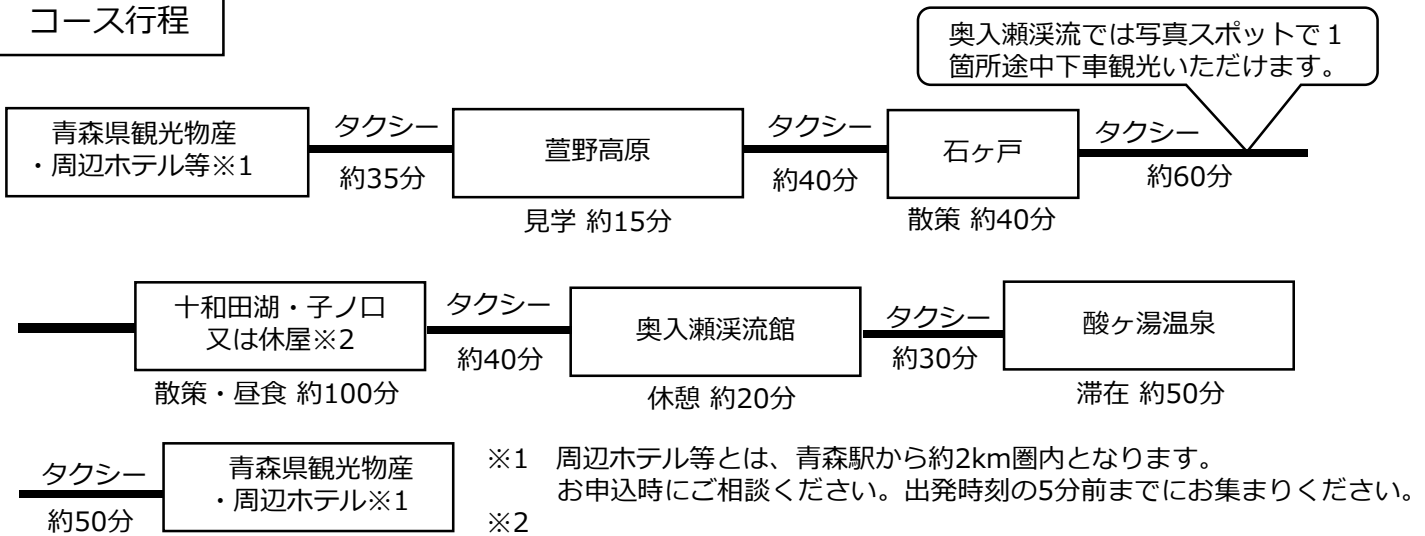 コース行程
奥入瀬渓流では写真スポットで１
箇所途中下車観光いただけます。
青森県観光物産
・周辺ホテル等※1
タクシー
約35分
萱野高原
見学 約15分
タクシー
約40分
石ヶ戸
散策 約40分
タクシー
約60分
十和田湖・子ノ口
又は休屋※2
散策・昼食 約100分
タクシー
約40分
奥入瀬渓流館
休憩 約20分
タクシー
約30分
酸ヶ湯温泉
滞在 約50分
タクシー
約50分
青森県観光物産
・周辺ホテル※1
※1 周辺ホテル等とは、青森駅から約2km圏内となります。
お申込時にご相談ください。出発時刻の5分前までにお集まりください。
※2